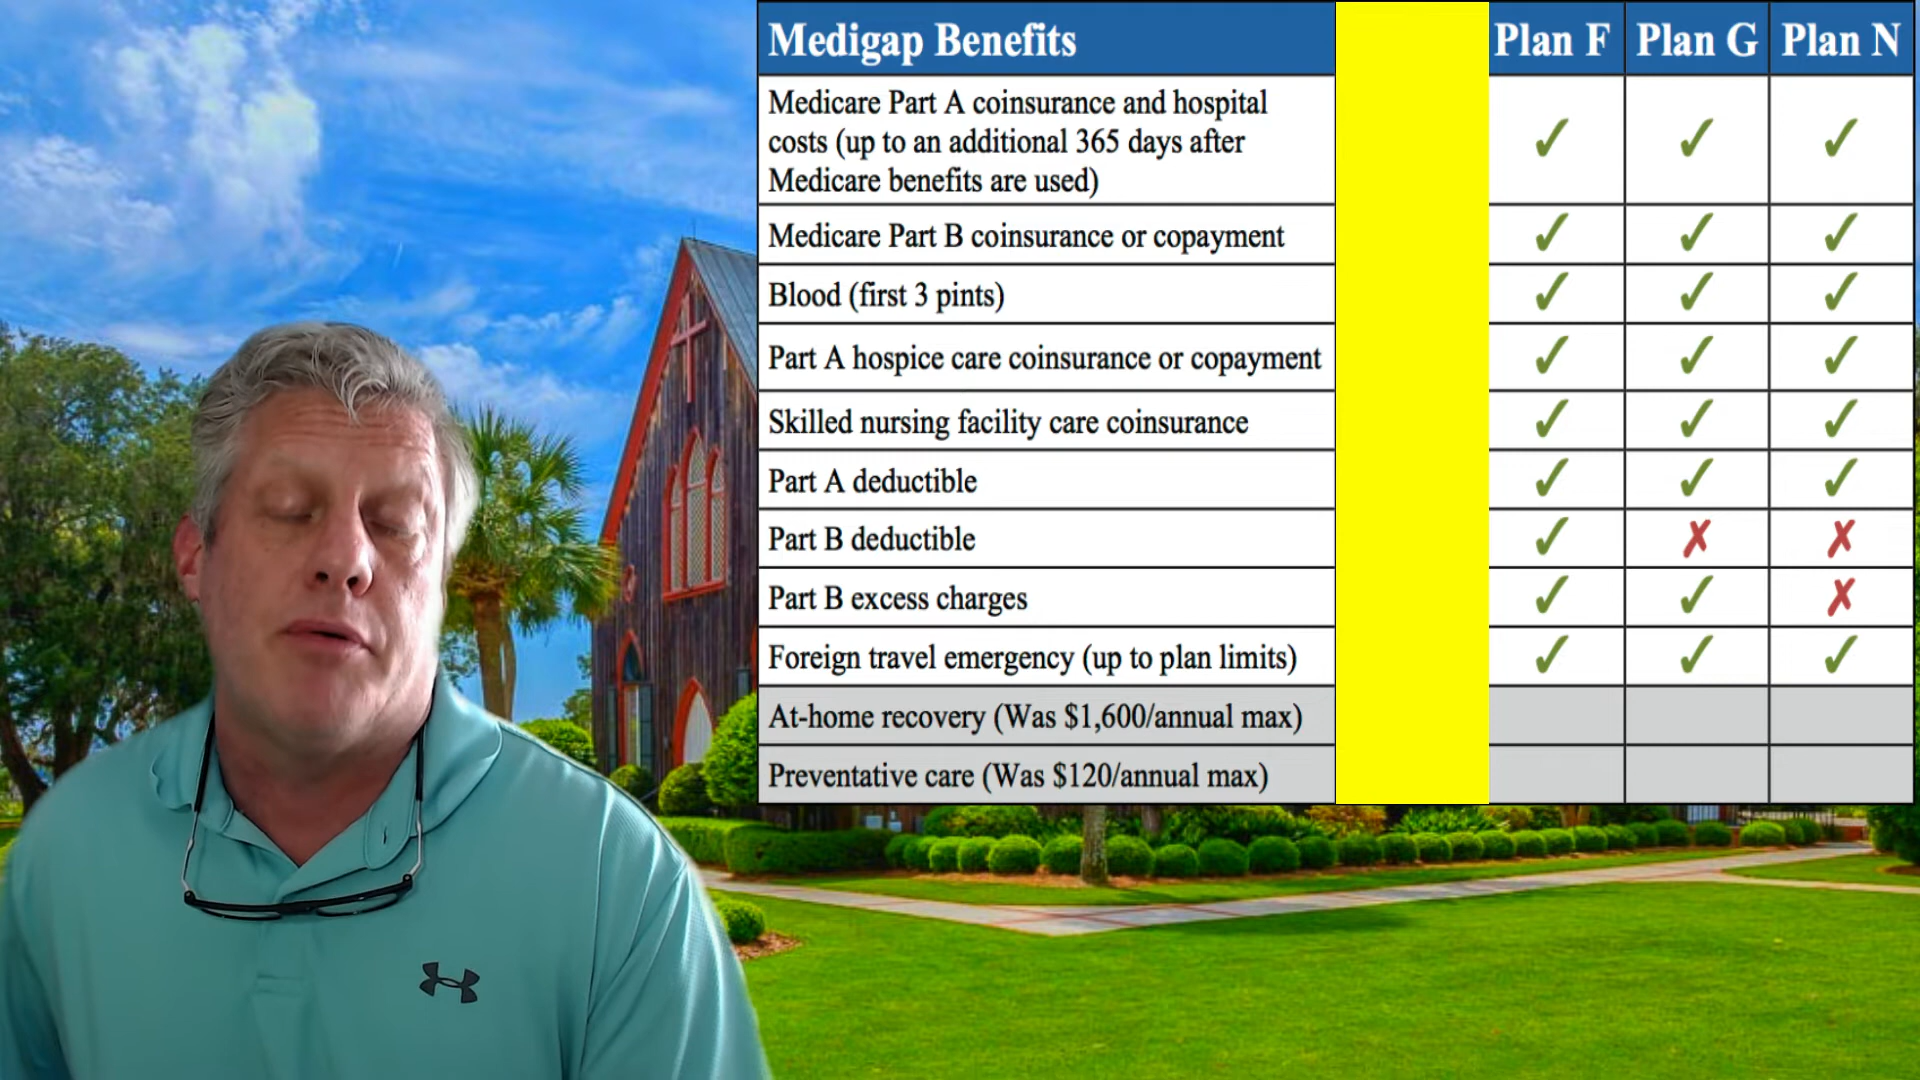 Medigap Benefits Plan F Plan G Plan N
Medicare Part A coinsurance and hospital
costs (up to an additional 365 days after
Medicare benefits are used) ✓ ✓ ✓
Medicare Part B coinsurance or copayment ✓ ✓ ✓
Blood (first 3 pints) ✓ ✓ ✓
Part A hospice care coinsurance or copayment ✓ ✓ ✓
Skilled nursing facility care coinsurance ✓ ✓ ✓
Part A deductible ✓ ✓ ✓
Part B deductible ✓ ✗ ✗
Part B excess charges ✓ ✓ ✗
Foreign travel emergency (up to plan limits) ✓ ✓ ✓
At-home recovery (Was $1,600/annual max)
Preventative care (Was $120/annual max)